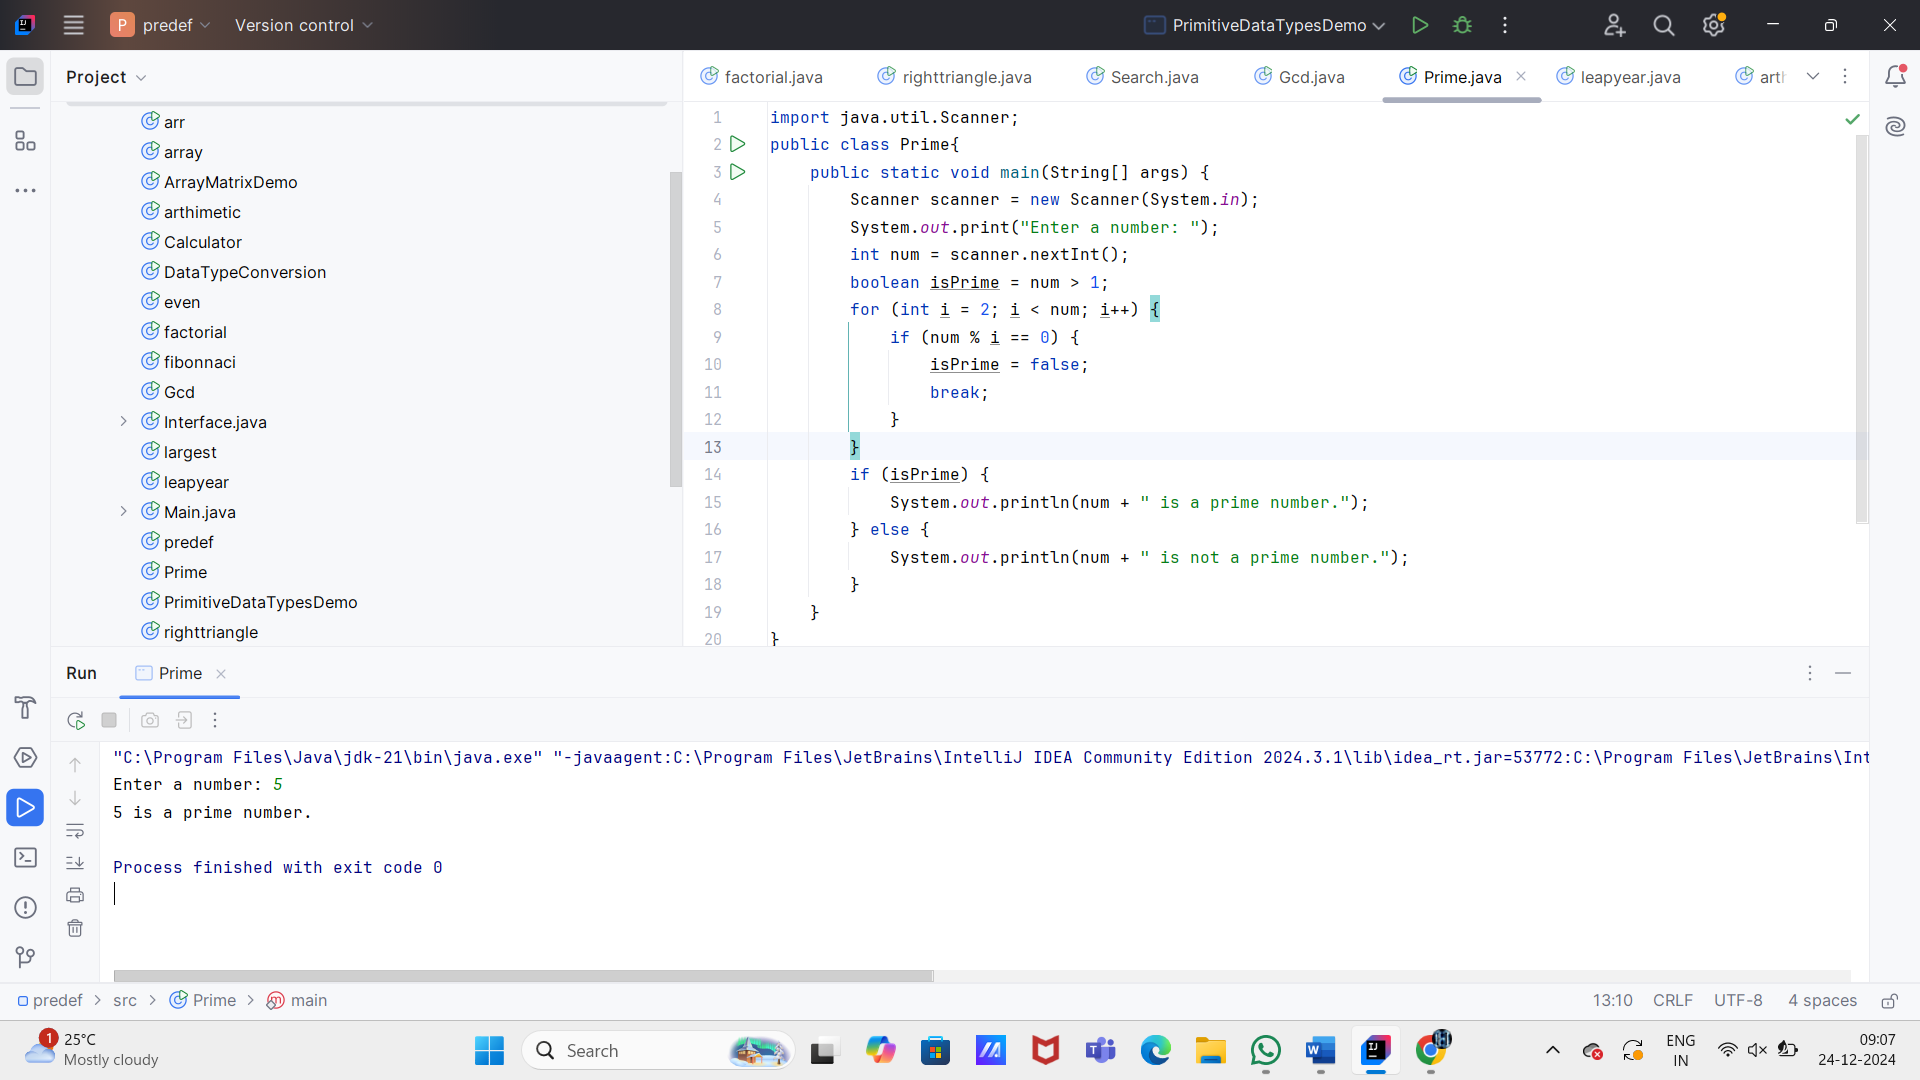 P predef Version control PrimitiveDataTypesDemo
Project
factorial.java righttriangle.java Search.java Gcd.java Prime.java leapyear.java
arr
array
ArrayMatrixDemo
arthimetic
Calculator
DataTypeConversion
even
factorial
fibonnaci
Gcd
Interface.java
largest
leapyear
Main.java
predef
Prime
PrimitiveDataTypesDemo
righttriangle
1 import java.util.Scanner;
2 public class Prime{
3 public static void main(String[] args) {
4 Scanner scanner = new Scanner(System.in);
5 System.out.print("Enter a number: ");
6 int num = scanner.nextInt();
7 boolean isPrime = num > 1;
8 for (int i = 2; i < num; i++) {
9 if (num % i == 0) {
10 isPrime = false;
11 break;
12 }
13 }
14 if (isPrime) {
15 System.out.println(num + " is a prime number.");
16 } else {
17 System.out.println(num + " is not a prime number.");
18 }
19 }
20 }
Run Prime
"C:\Program Files\Java\jdk-21\bin\java.exe" "-javaagent:C:\Program Files\JetBrains\IntelliJ IDEA Community Edition 2024.3.1\lib\idea_rt.jar=53772:C:\Program Files\JetBrains\Int
Enter a number: 5
5 is a prime number.
Process finished with exit code 0
predef > src > Prime > main 13:10 CRLF UTF-8 4 spaces
1 25°C
Mostly cloudy
Search
ENG
IN
09:07
24-12-2024